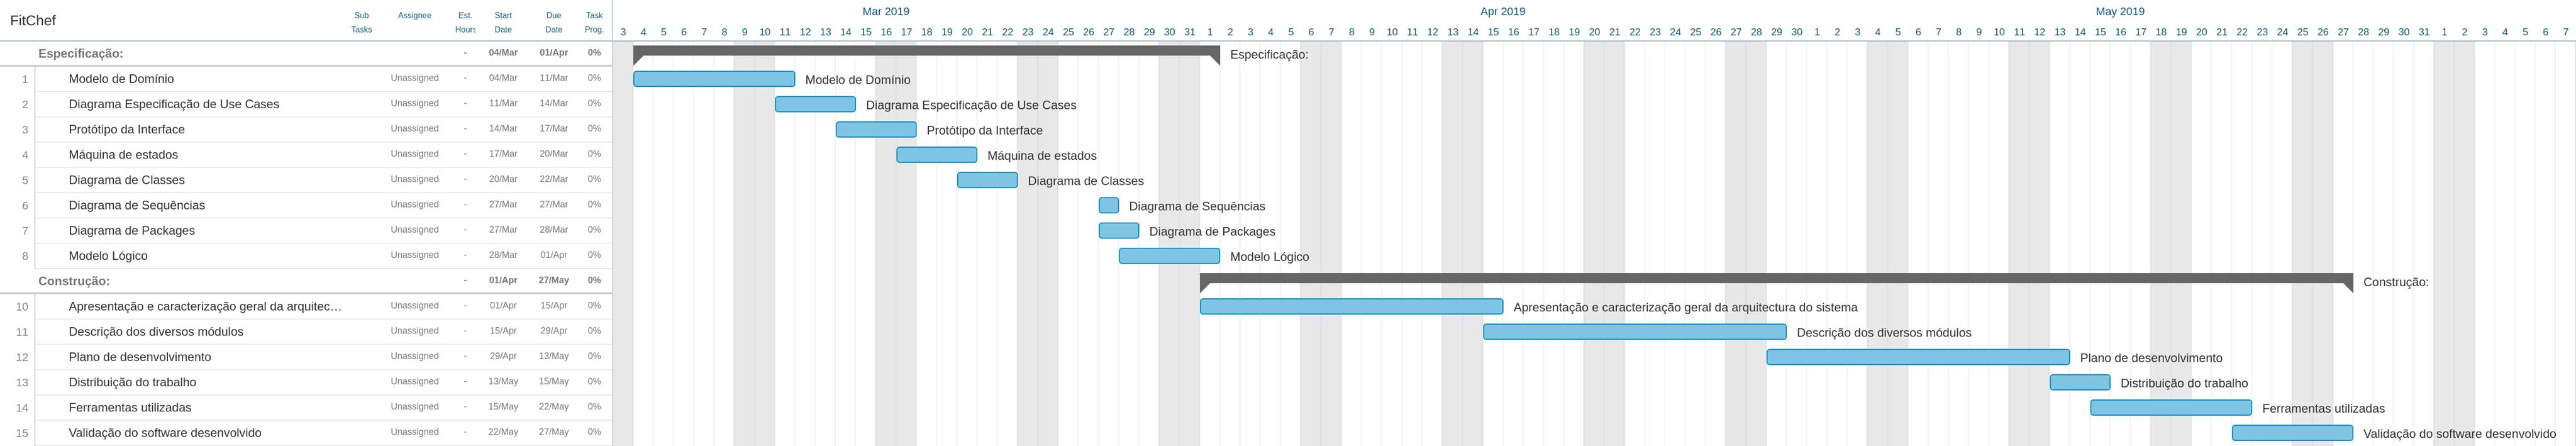 FitChef Sub Tasks Assignee Est. Hours Start Date Due Date Task Prog.
Mar 2019 Apr 2019 May 2019
3 4 5 6 7 8 9 10 11 12 13 14 15 16 17 18 19 20 21 22 23 24 25 26 27 28 29 30 31 1 2 3 4 5 6 7 8 9 10 11 12 13 14 15 16 17 18 19 20 21 22 23 24 25 26 27 28 29 30 1 2 3 4 5 6 7 8 9 10 11 12 13 14 15 16 17 18 19 20 21 22 23 24 25 26 27 28 29 30 31 1 2 3 4 5 6 7
Especificação: - 04/Mar 01/Apr 0% Especificação:
1 Modelo de Domínio Unassigned - 04/Mar 11/Mar 0% Modelo de Domínio
2 Diagrama Especificação de Use Cases Unassigned - 11/Mar 14/Mar 0% Diagrama Especificação de Use Cases
3 Protótipo da Interface Unassigned - 14/Mar 17/Mar 0% Protótipo da Interface
4 Máquina de estados Unassigned - 17/Mar 20/Mar 0% Máquina de estados
5 Diagrama de Classes Unassigned - 20/Mar 22/Mar 0% Diagrama de Classes
6 Diagrama de Sequências Unassigned - 27/Mar 27/Mar 0% Diagrama de Sequências
7 Diagrama de Packages Unassigned - 27/Mar 28/Mar 0% Diagrama de Packages
8 Modelo Lógico Unassigned - 28/Mar 01/Apr 0% Modelo Lógico
Construção: - 01/Apr 27/May 0% Construção:
10 Apresentação e caracterização geral da arquitec… Unassigned - 01/Apr 15/Apr 0% Apresentação e caracterização geral da arquitectura do sistema
11 Descrição dos diversos módulos Unassigned - 15/Apr 29/Apr 0% Descrição dos diversos módulos
12 Plano de desenvolvimento Unassigned - 29/Apr 13/May 0% Plano de desenvolvimento
13 Distribuição do trabalho Unassigned - 13/May 15/May 0% Distribuição do trabalho
14 Ferramentas utilizadas Unassigned - 15/May 22/May 0% Ferramentas utilizadas
15 Validação do software desenvolvido Unassigned - 22/May 27/May 0% Validação do software desenvolvido